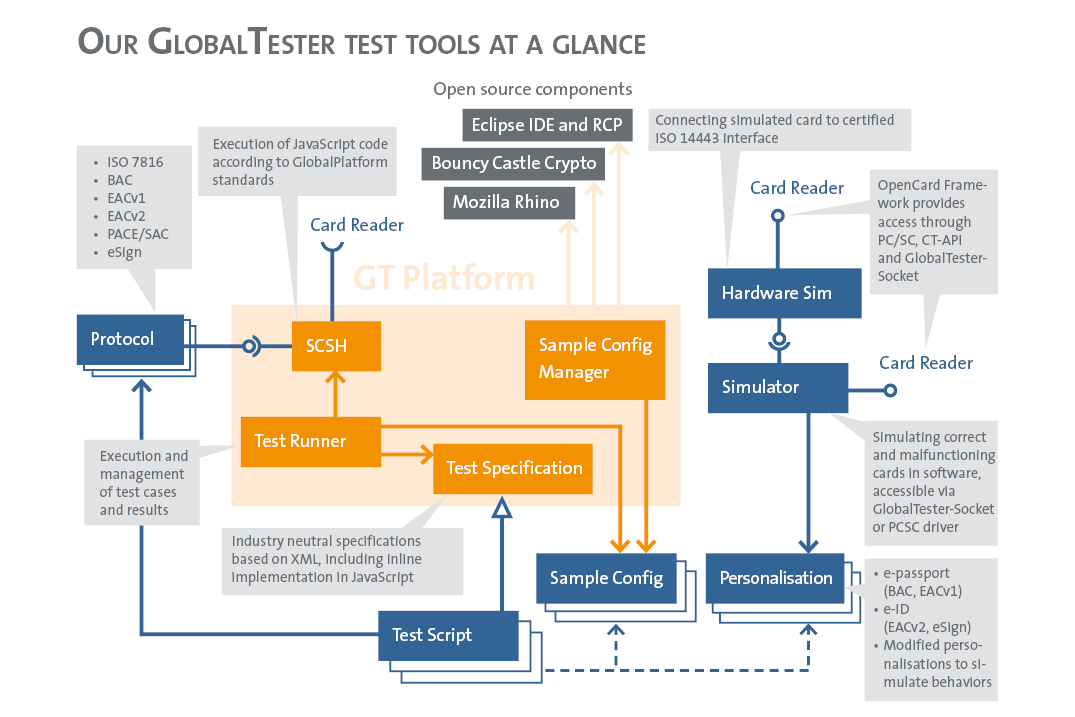 OUR GLOBALTESTER TEST TOOLS AT A GLANCE
Open source components
Eclipse IDE and RCP
Bouncy Castle Crypto
Mozilla Rhino
Connecting simulated card to certified
ISO 14443 interface
• ISO 7816
• BAC
• EACv1
• EACv2
• PACE/SAC
• eSign
Execution of JavaScript code
according to GlobalPlatform
standards
Card Reader
Card Reader
OpenCard Frame-
work provides
access through
PC/SC, CT-API
and GlobalTester-
Socket
GT Platform
Hardware Sim
Protocol
SCSH
Sample Config
Manager
Card Reader
Simulator
Test Runner
Test Specification
Execution and
management
of test cases
and results
Simulating correct
and malfunctioning
cards in software,
accessible via
GlobalTester-Socket
or PCSC driver
Industry neutral specifications
based on XML, including inline
implementation in JavaScript
Sample Config
Personalisation
• e-passport
(BAC, EACv1)
• e-ID
(EACv2, eSign)
• Modified perso-
nalisations to si-
mulate behaviors
Test Script